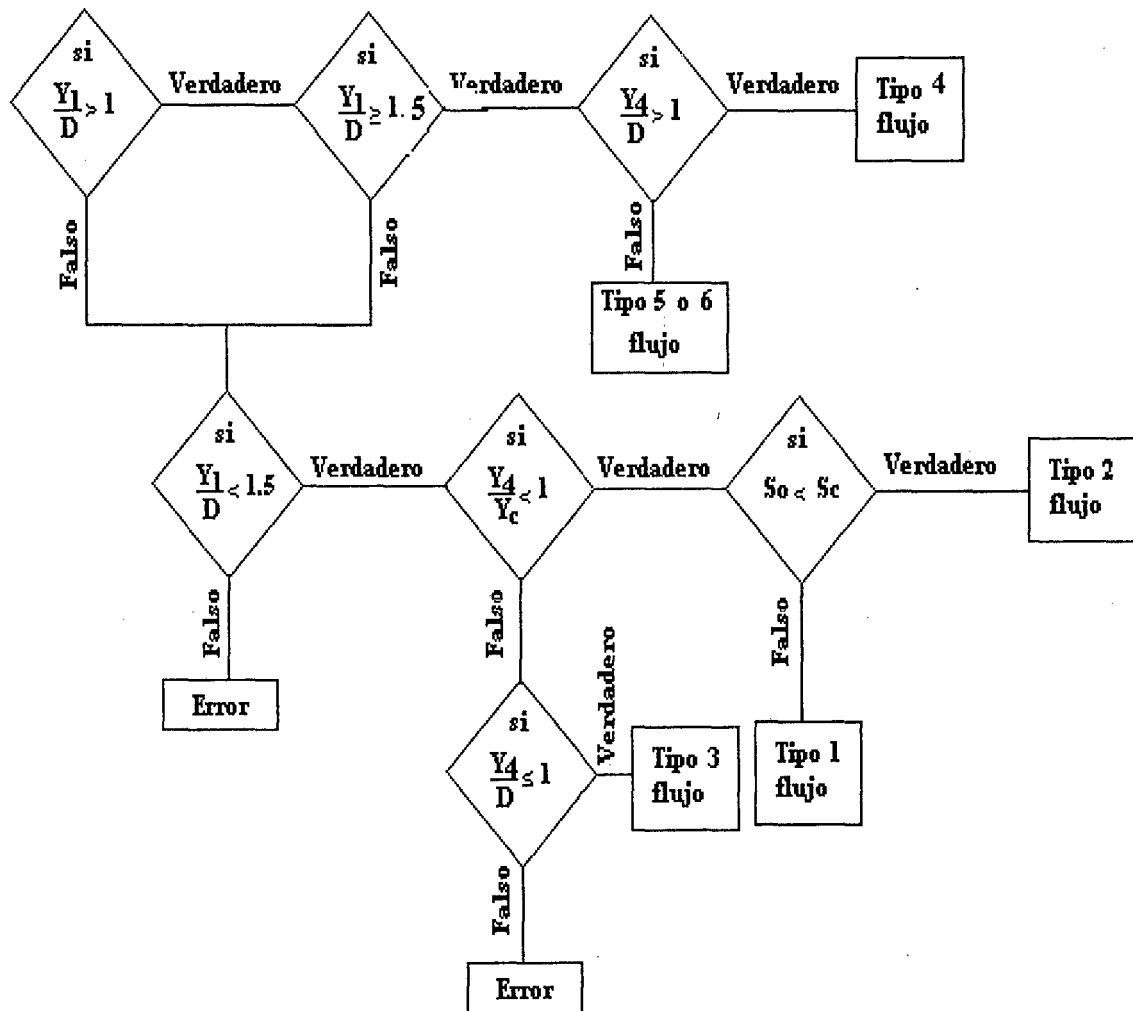 si
Y1/D > 1
Verdadero
si
Y1/D ≥ 1.5
Verdadero
si
Y4/D > 1
Verdadero
Tipo 4
flujo
Falso
Falso
Falso
Tipo 5 o 6
flujo
si
Y1/D < 1.5
Verdadero
si
Y4/Yc < 1
Verdadero
si
So < Sc
Verdadero
Tipo 2
flujo
Falso
Falso
Falso
Error
si
Y4/D ≤ 1
Verdadero
Tipo 3
flujo
Tipo 1
flujo
Falso
Error